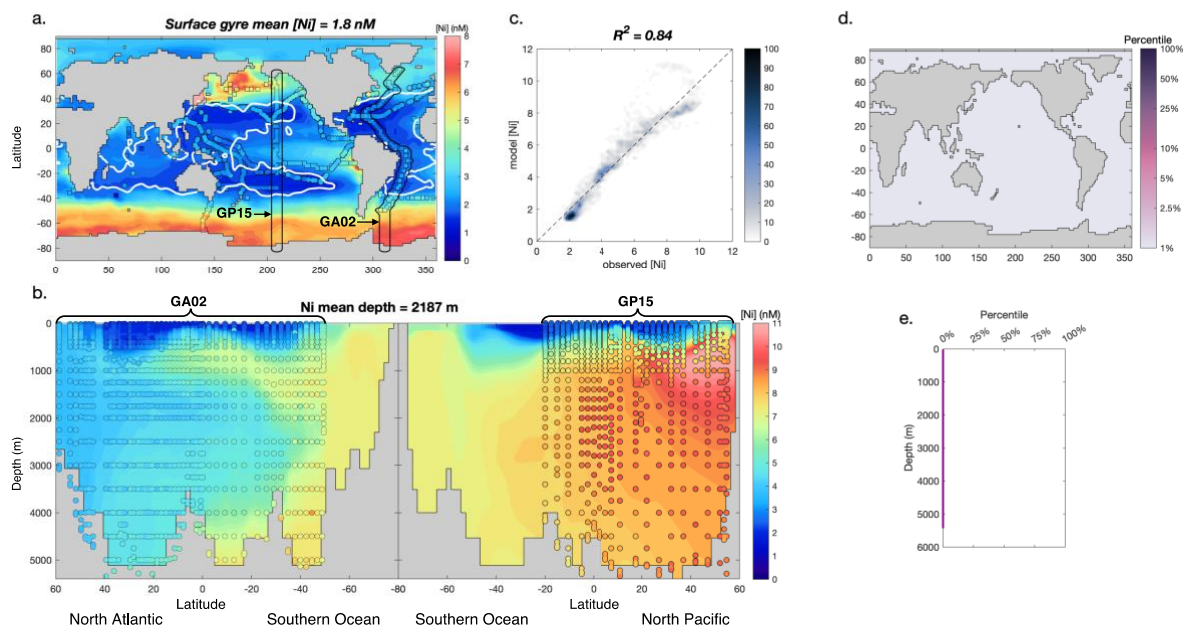 a.
Surface gyre mean [Ni] = 1.8 nM
[Ni] (nM)
8
7
6
5
4
3
2
1
0
Latitude
80
60
40
20
0
-20
-40
-60
-80
GP15
GA02
0 50 100 150 200 250 300 350
c.
R² = 0.84
model [Ni]
12
10
8
6
4
2
0
0 2 4 6 8 10 12
observed [Ni]
100
90
80
70
60
50
40
30
20
10
0
d.
Percentile
80
60
40
20
0
-20
-40
-60
-80
0 50 100 150 200 250 300 350
100%
50%
25%
10%
5%
2.5%
1%
b.
GA02
Ni mean depth = 2187 m
GP15
[Ni] (nM)
11
10
9
8
7
6
5
4
3
2
1
0
Depth (m)
0
1000
2000
3000
4000
5000
60 40 20 0 -20 -40 -60 -80 -60 -40 -20 0 20 40 60
Latitude Latitude
North Atlantic Southern Ocean Southern Ocean North Pacific
e.
Percentile
0% 25% 50% 75% 100%
Depth (m)
0
1000
2000
3000
4000
5000
6000